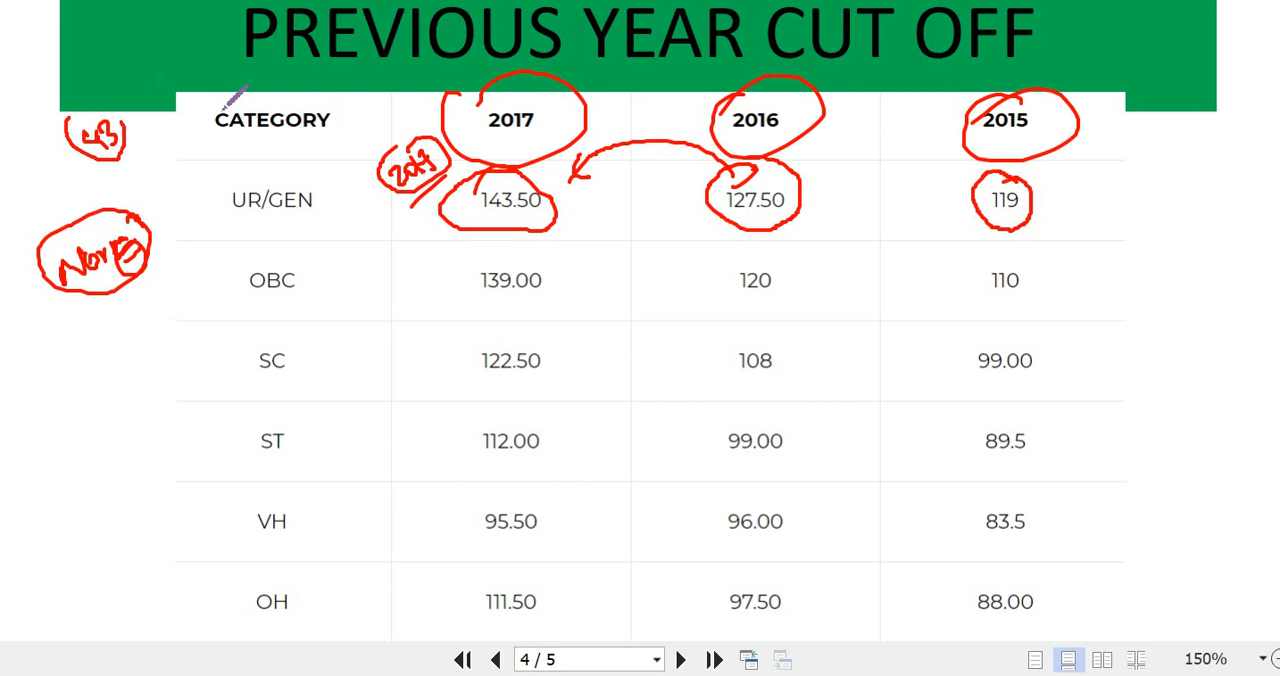 PREVIOUS YEAR CUT OFF
CATEGORY 2017 2016 2015
43
UR/GEN 143.50 127.50 119
OBC 139.00 120 110
SC 122.50 108 99.00
ST 112.00 99.00 89.5
VH 95.50 96.00 83.5
OH 111.50 97.50 88.00
4 / 5
150%